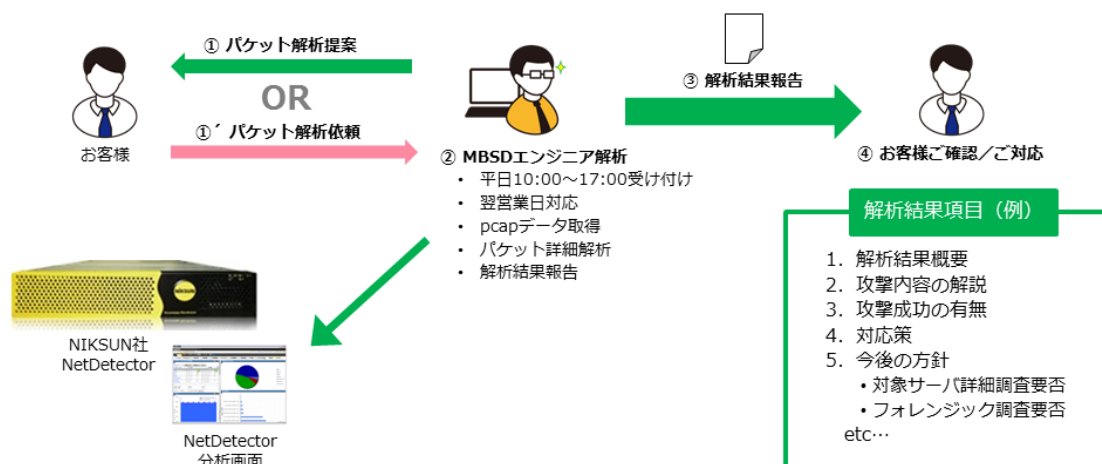 ① パケット解析提案
OR
①´ パケット解析依頼
お客様
② MBSDエンジニア解析
• 平日10:00～17:00受け付け
• 翌営業日対応
• pcapデータ取得
• パケット詳細解析
• 解析結果報告
③ 解析結果報告
④ お客様ご確認／ご対応
NIKSUN
NIKSUN社
NetDetector
NetDetector
分析画面
解析結果項目（例）
1. 解析結果概要
2. 攻撃内容の解説
3. 攻撃成功の有無
4. 対応策
5. 今後の方針
・対象サーバ詳細調査要否
・フォレンジック調査要否
etc…